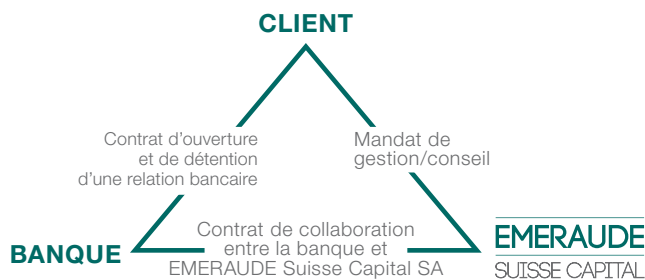 CLIENT
Contrat d’ouverture
et de détention
d’une relation bancaire
Mandat de
gestion/conseil
BANQUE
Contrat de collaboration
entre la banque et
EMERAUDE Suisse Capital SA
EMERAUDE
SUISSE CAPITAL